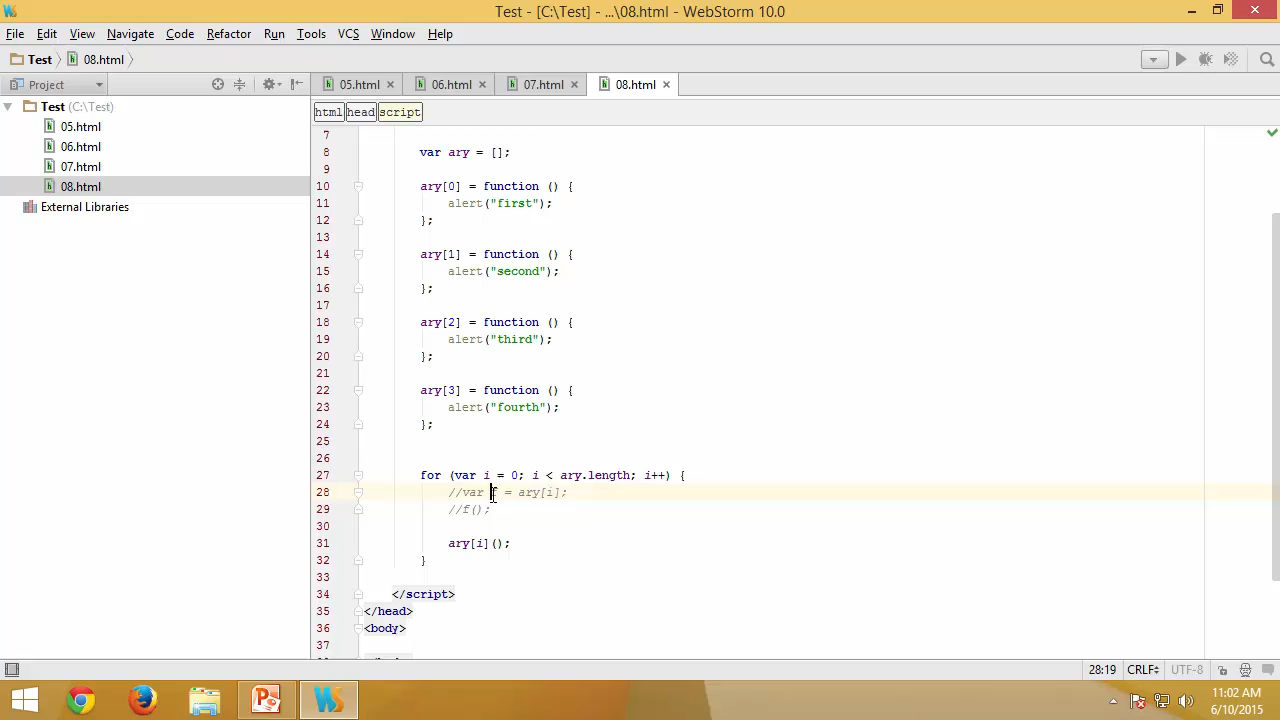 Test - [C:\Test] - ...\08.html] - WebStorm 10.0
File Edit View Navigate Code Refactor Run Tools VCS Window Help
Test 08.html
Project 05.html 06.html 07.html 08.html
Test (C:\Test)
05.html
06.html
07.html
08.html
External Libraries
html head script
7
8 var ary = [];
9
10 ary[0] = function () {
11 alert("first");
12 };
13
14 ary[1] = function () {
15 alert("second");
16 };
17
18 ary[2] = function () {
19 alert("third");
20 };
21
22 ary[3] = function () {
23 alert("fourth");
24 };
25
26
27 for (var i = 0; i < ary.length; i++) {
28 //var f = ary[i];
29 //f();
30
31 ary[i]();
32 }
33
34 </script>
35 </head>
36 <body>
37
28:19 CRLF UTF-8
11:02 AM
6/10/2015